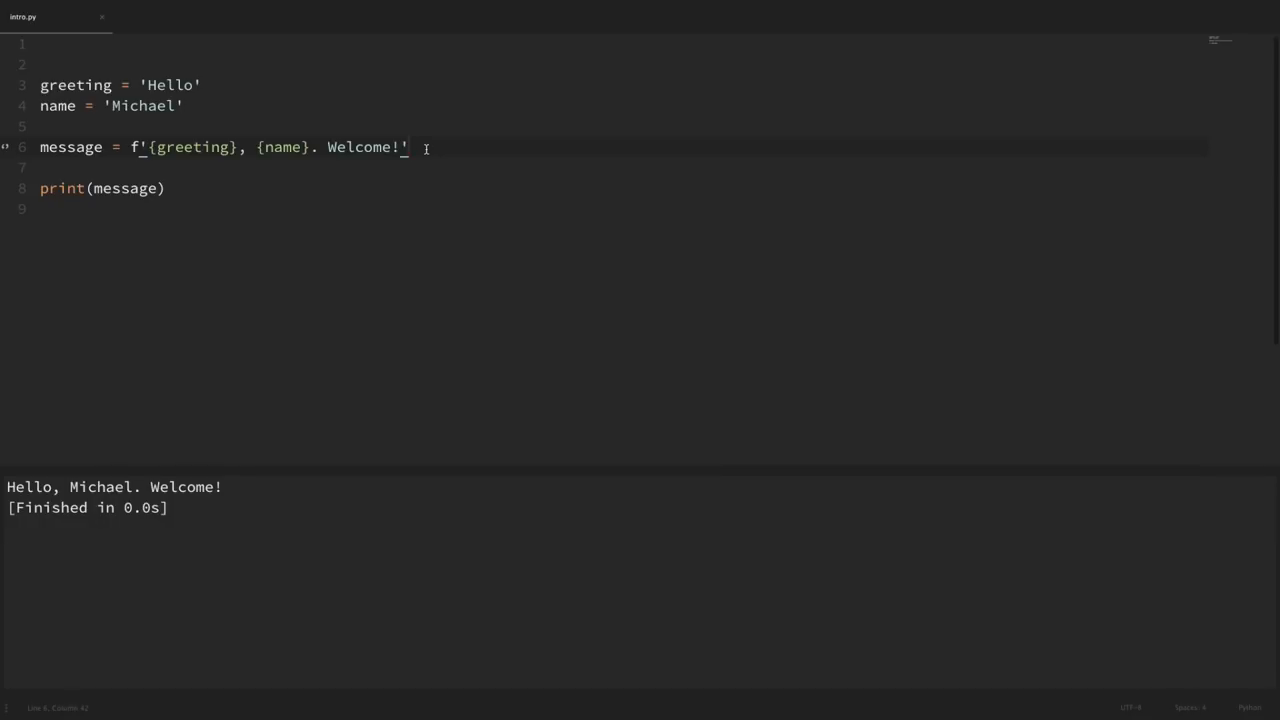 intro.py ×
1
2
3 greeting = 'Hello'
4 name = 'Michael'
5
6 message = f'{greeting}, {name}. Welcome!'
7
8 print(message)
9
Hello, Michael. Welcome!
[Finished in 0.0s]
Line 6, Column 42 UTF-8 Spaces: 4 Python